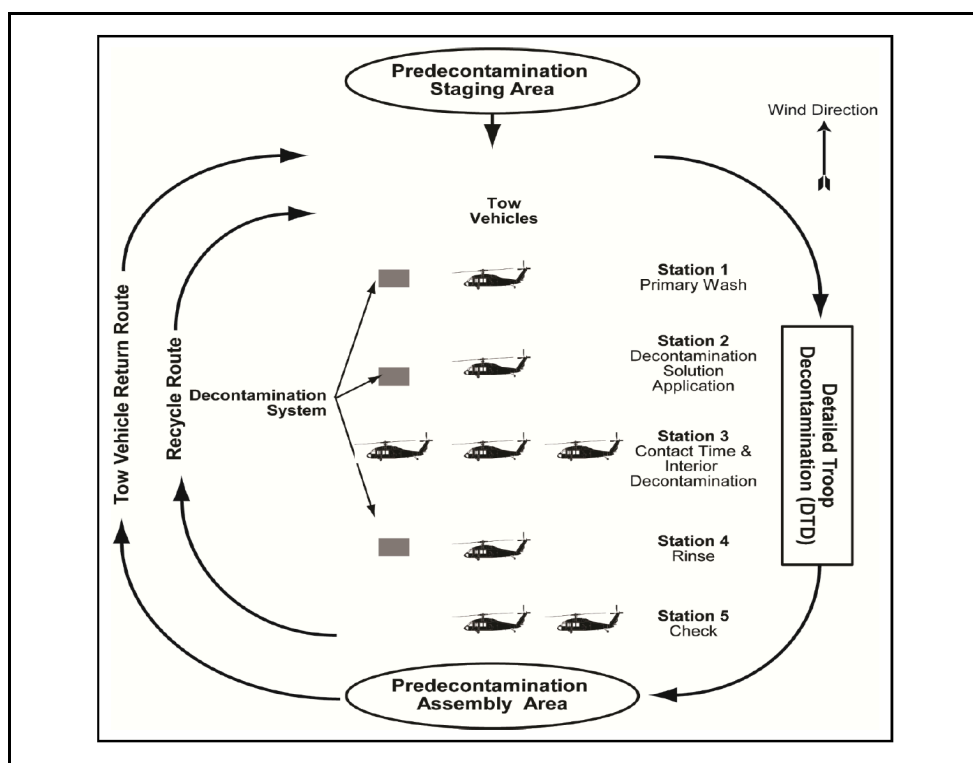 Predecontamination
Staging Area
Wind Direction
Tow
Vehicles
Tow Vehicle Return Route
Recycle Route
Decontamination
System
Station 1
Primary Wash
Station 2
Decontamination
Solution
Application
Station 3
Contact Time &
Interior
Decontamination
Station 4
Rinse
Station 5
Check
Detailed Troop
Decontamination (DTD)
Predecontamination
Assembly Area